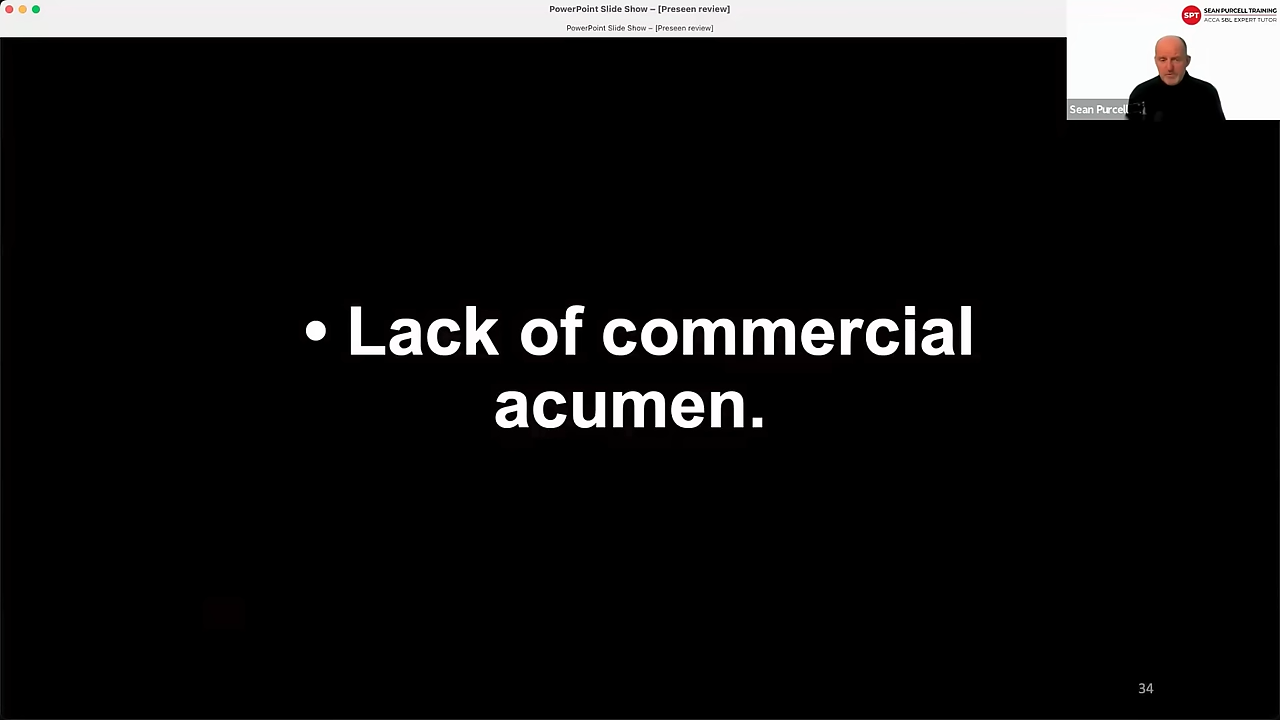 PowerPoint Slide Show – [Preseen review]
PowerPoint Slide Show – [Preseen review]
SPT
SEAN PURCELL TRAINING
ACCA SBL EXPERT TUTOR
Sean Purcell
• Lack of commercial
acumen.
34